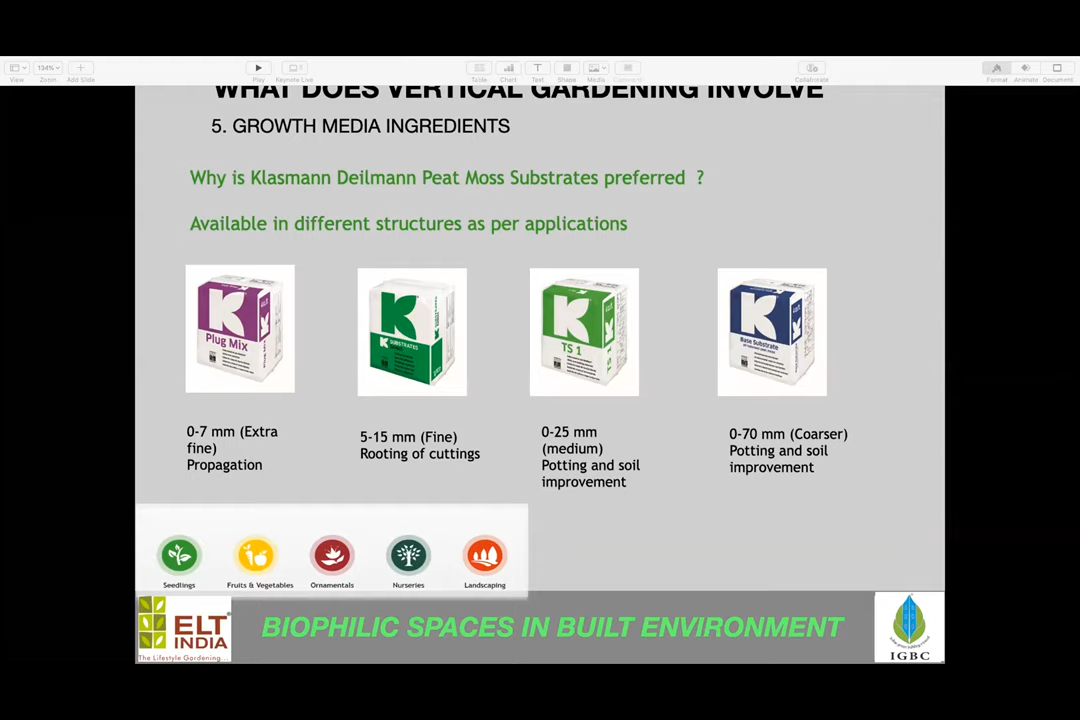 134%
View
Zoom
Add Slide
Play
Keynote Live
Table
Chart
Text
Shape
Media
Comment
Collaborate
Format
Animate
Document
WHAT DOES VERTICAL GARDENING INVOLVE
5. GROWTH MEDIA INGREDIENTS
Why is Klasmann Deilmann Peat Moss Substrates preferred ?
Available in different structures as per applications
Plug Mix
SUBSTRATES
TS 1
TS 1
Base Substrate
0-7 mm (Extra
fine)
Propagation
5-15 mm (Fine)
Rooting of cuttings
0-25 mm
(medium)
Potting and soil
improvement
0-70 mm (Coarser)
Potting and soil
improvement
Seedlings
Fruits & Vegetables
Ornamentals
Nurseries
Landscaping
ELT
INDIA
The Lifestyle Gardening...
BIOPHILIC SPACES IN BUILT ENVIRONMENT
IGBC